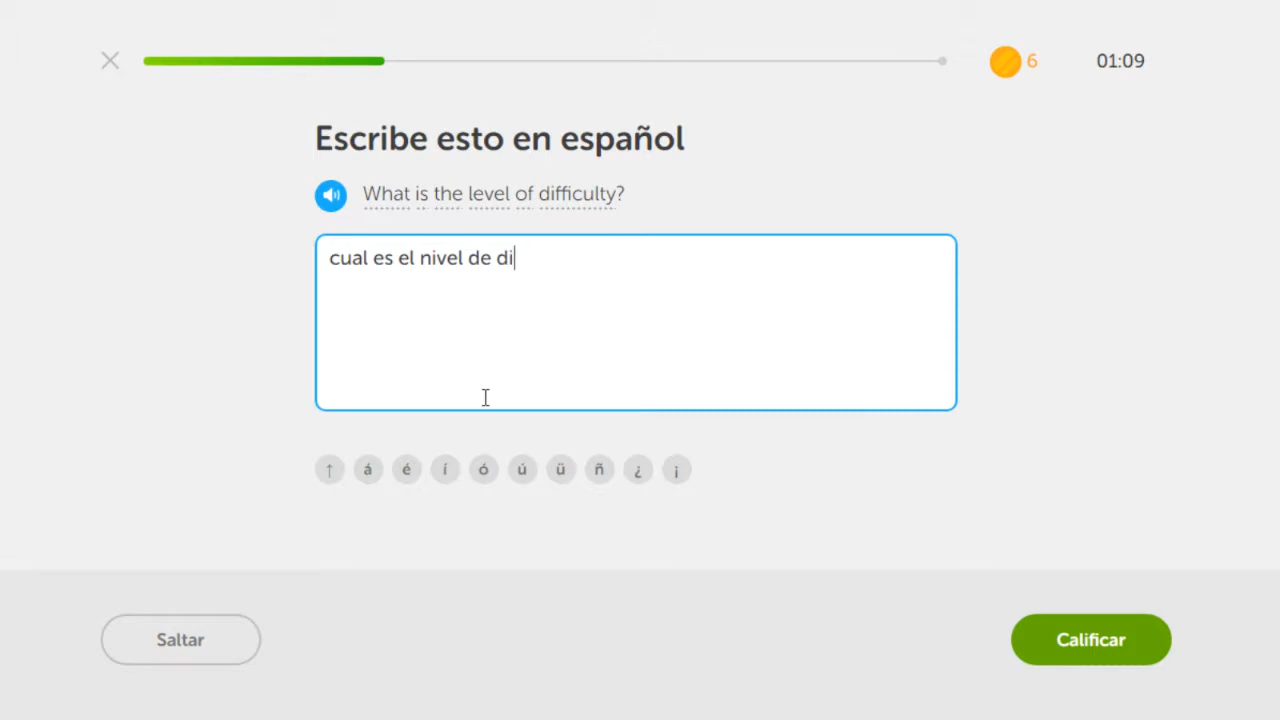 6
01:09
Escribe esto en español
What is the level of difficulty?
cual es el nivel de di
↑ á é í ó ú ü ñ ¿ ¡
Saltar
Calificar